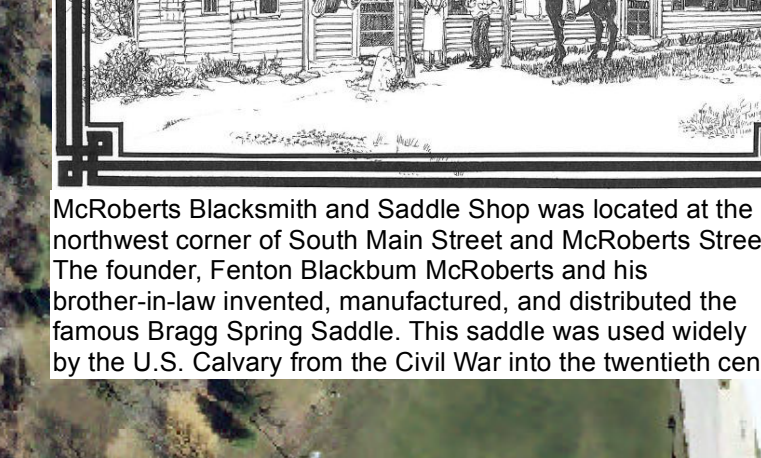 McRoberts Blacksmith and Saddle Shop was located at the
northwest corner of South Main Street and McRoberts Stree
The founder, Fenton Blackbum McRoberts and his
brother-in-law invented, manufactured, and distributed the
famous Bragg Spring Saddle. This saddle was used widely
by the U.S. Calvary from the Civil War into the twentieth cen